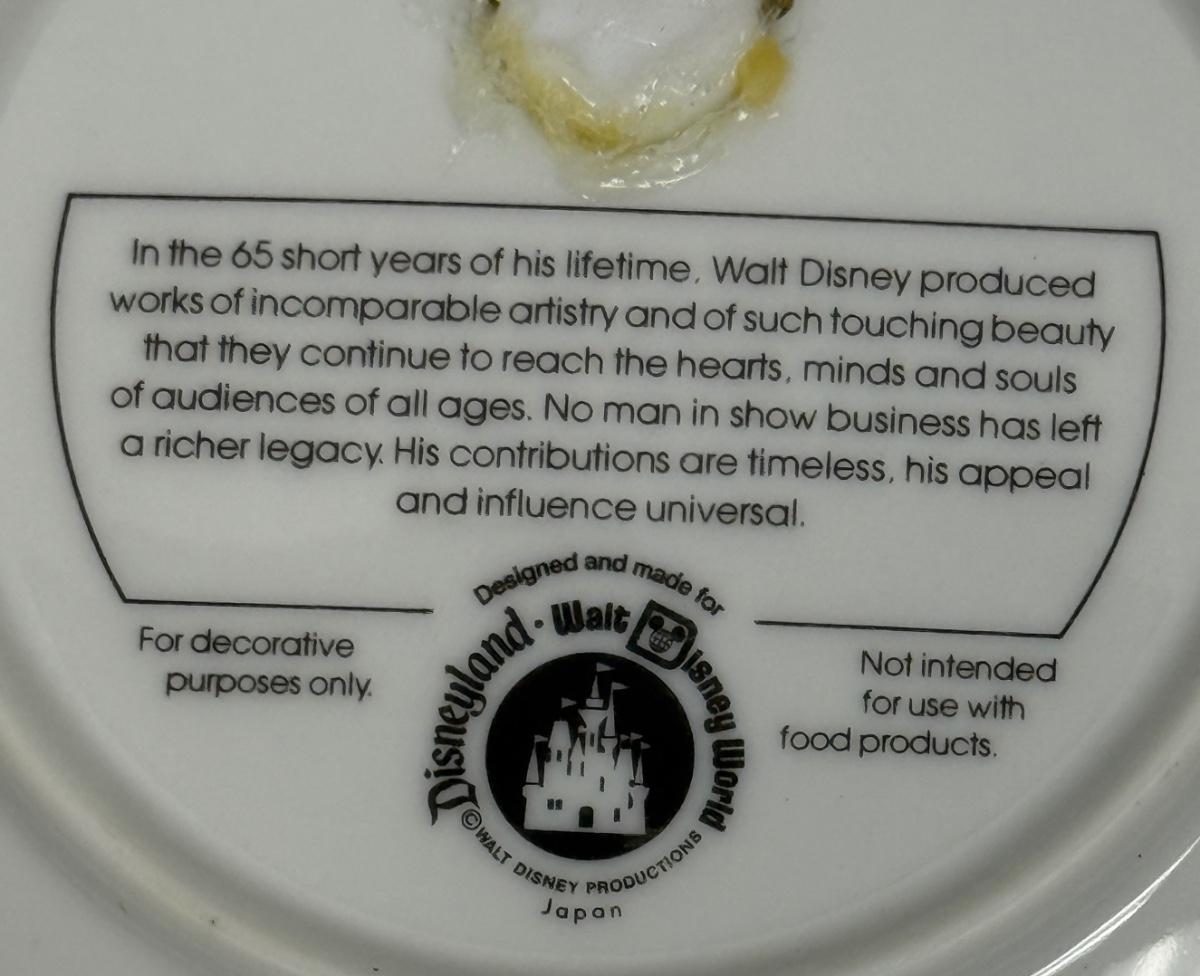 In the 65 short years of his lifetime, Walt Disney produced
works of incomparable artistry and of such touching beauty
that they continue to reach the hearts, minds and souls
of audiences of all ages. No man in show business has left
a richer legacy. His contributions are timeless, his appeal
and influence universal.
For decorative
purposes only.
Designed and made for
Disneyland · Walt Disney World
© WALT DISNEY PRODUCTIONS
Japan
Not intended
for use with
food products.